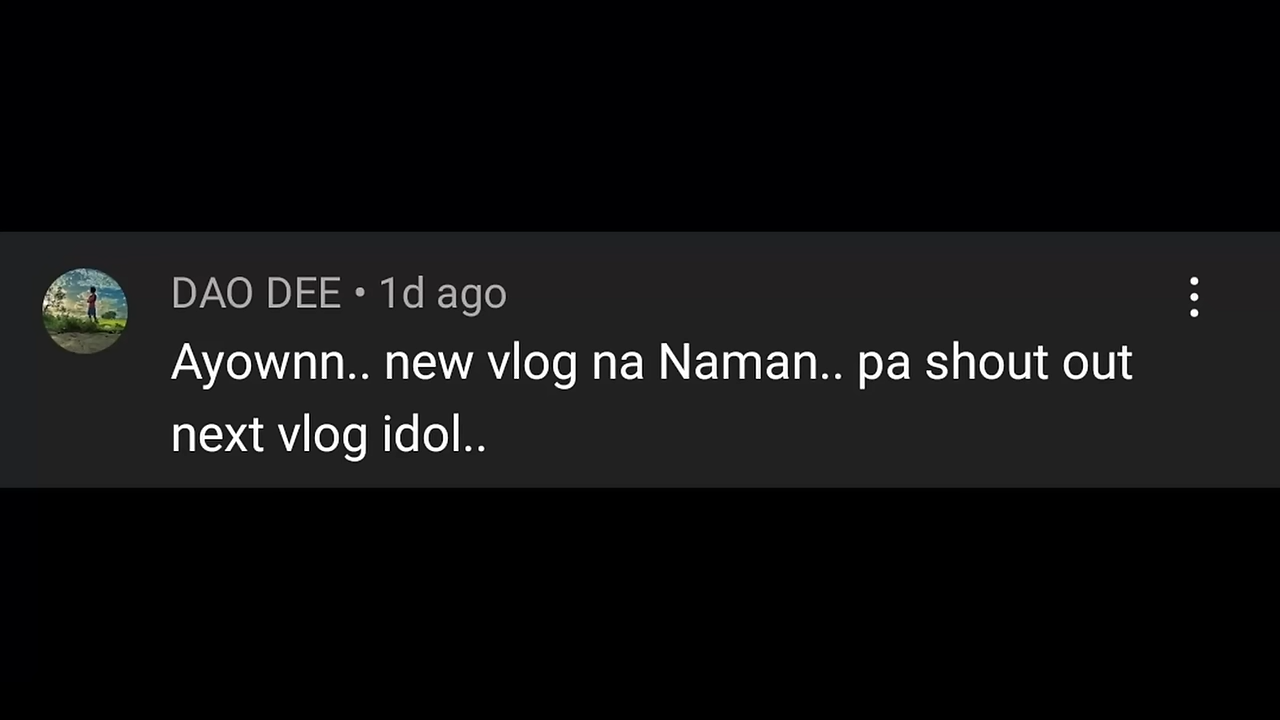 DAO DEE • 1d ago
Ayownn.. new vlog na Naman.. pa shout out
next vlog idol..